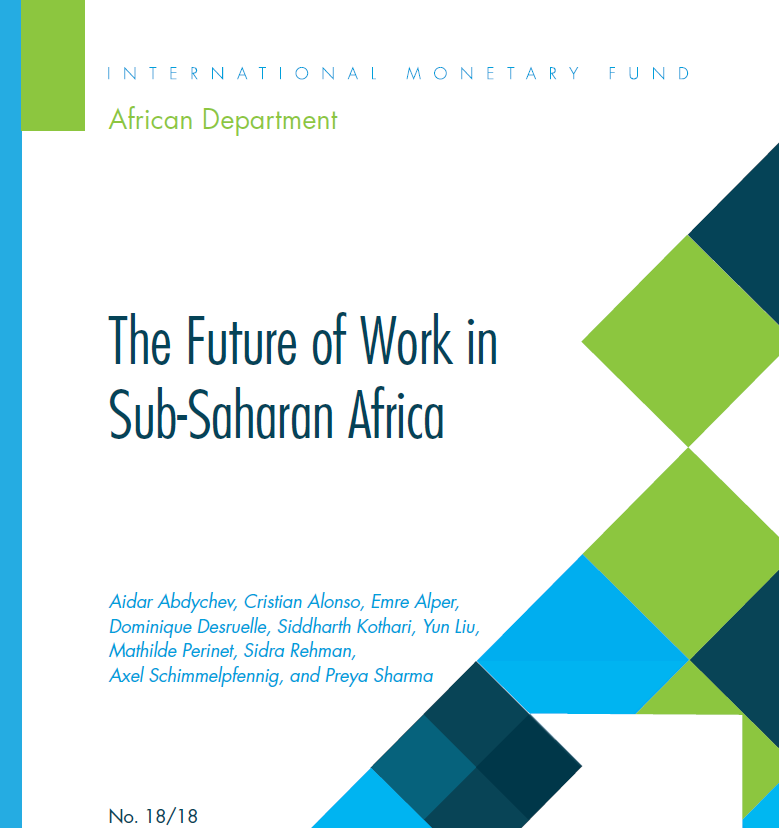 INTERNATIONAL MONETARY FUND
African Department
The Future of Work in
Sub-Saharan Africa
Aidar Abdychev, Cristian Alonso, Emre Alper,
Dominique Desruelle, Siddharth Kothari, Yun Liu,
Mathilde Perinet, Sidra Rehman,
Axel Schimmelpfennig, and Preya Sharma
No. 18/18